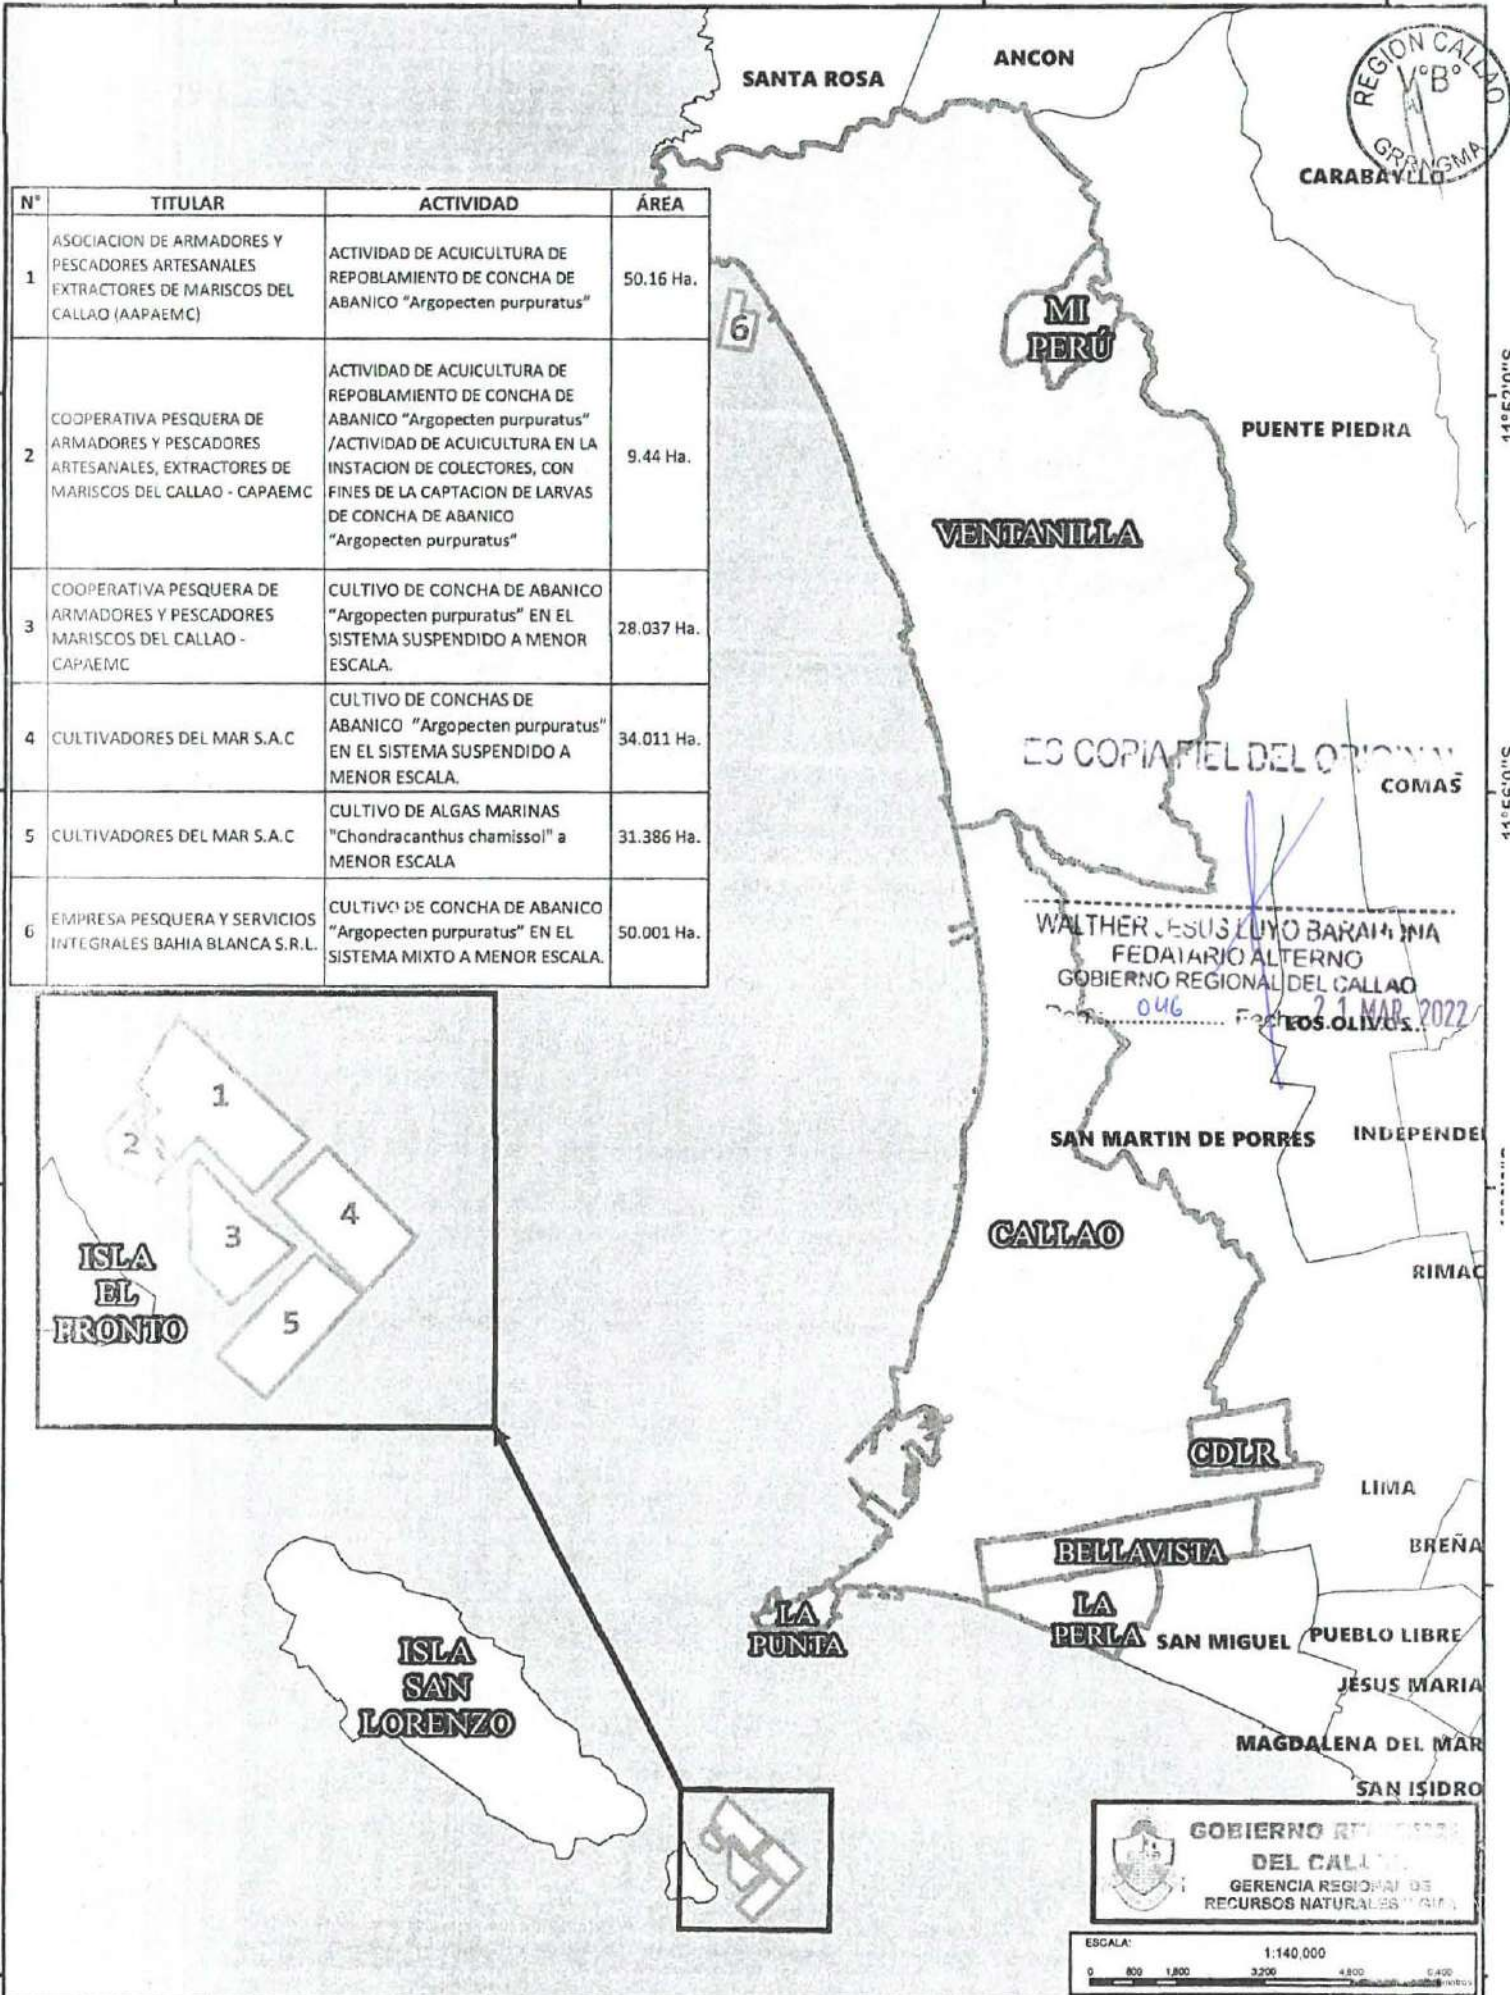 SANTA ROSA
ANCON
REGION CALLAO
V°B°
CARABAYLLO
N° TITULAR ACTIVIDAD ÁREA
1
ASOCIACION DE ARMADORES Y
PESCADORES ARTESANALES
EXTRACTORES DE MARISCOS DEL
CALLAO (AAPAEMC)
ACTIVIDAD DE ACUICULTURA DE
REPOBLAMIENTO DE CONCHA DE
ABANICO "Argopecten purpuratus"
50.16 Ha.
2
COOPERATIVA PESQUERA DE
ARMADORES Y PESCADORES
ARTESANALES, EXTRACTORES DE
MARISCOS DEL CALLAO - CAPAEMC
ACTIVIDAD DE ACUICULTURA DE
REPOBLAMIENTO DE CONCHA DE
ABANICO "Argopecten purpuratus"
/ACTIVIDAD DE ACUICULTURA EN LA
INSTACION DE COLECTORES, CON
FINES DE LA CAPTACION DE LARVAS
DE CONCHA DE ABANICO
"Argopecten purpuratus"
9.44 Ha.
3
COOPERATIVA PESQUERA DE
ARMADORES Y PESCADORES
MARISCOS DEL CALLAO -
CAPAEMC
CULTIVO DE CONCHA DE ABANICO
"Argopecten purpuratus" EN EL
SISTEMA SUSPENDIDO A MENOR
ESCALA.
28.037 Ha.
4
CULTIVADORES DEL MAR S.A.C
CULTIVO DE CONCHAS DE
ABANICO "Argopecten purpuratus"
EN EL SISTEMA SUSPENDIDO A
MENOR ESCALA.
34.011 Ha.
5
CULTIVADORES DEL MAR S.A.C
CULTIVO DE ALGAS MARINAS
"Chondracanthus chamissol" a
MENOR ESCALA
31.386 Ha.
6
EMPRESA PESQUERA Y SERVICIOS
INTEGRALES BAHIA BLANCA S.R.L.
CULTIVO DE CONCHA DE ABANICO
"Argopecten purpuratus" EN EL
SISTEMA MIXTO A MENOR ESCALA.
50.001 Ha.
6
MI
PERÚ
PUENTE PIEDRA
VENTANILLA
ES COPIA FIEL DEL
COMAS
WALTHER JESUS LUYO
FEDATARIO ALTERNO
GOBIERNO REGIONAL DEL CALLAO
046
21 MAR 2022
LOS OLIVOS
1
2
3
4
5
ISLA
EL
FRONTO
SAN MARTIN DE PORRES
INDEPENDE
CALLAO
RIMAC
CDLR
LIMA
BELLAVISTA
BREÑA
LA
PUNTA
LA
PERLA
SAN MIGUEL
PUEBLO LIBRE
ISLA
SAN
LORENZO
JESUS MARIA
MAGDALENA DEL MAR
SAN ISIDRO
GOBIERNO
DEL
GERENCIA REGIONAL DE
RECURSOS NATURALES
ESCALA:
1:140,000
0 800 1,800 3,200 4,800